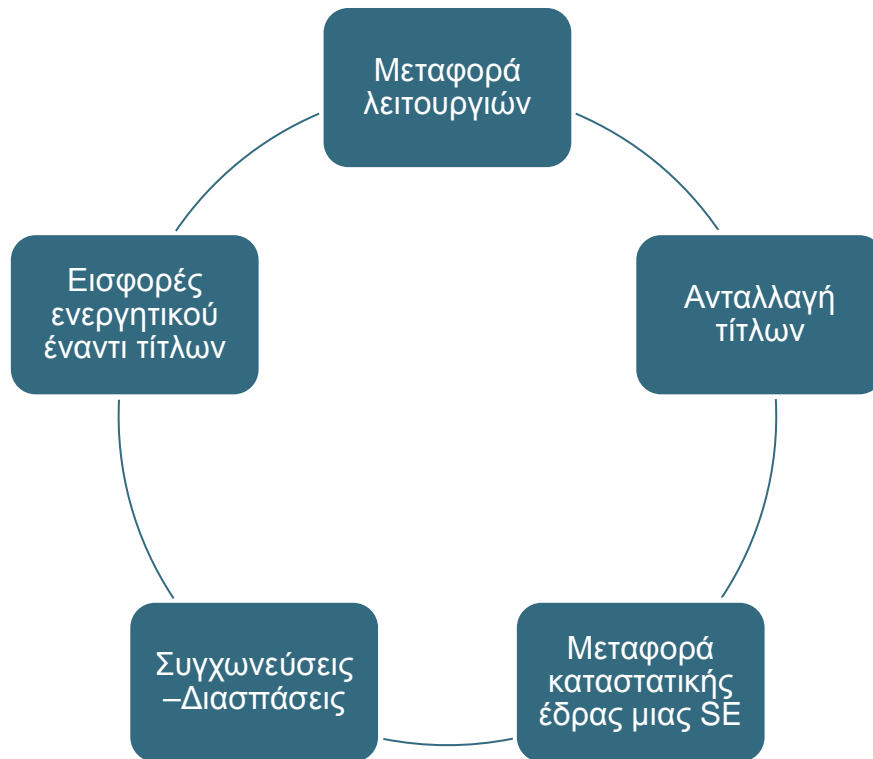 Μεταφορά
λειτουργιών
Ανταλλαγή
τίτλων
Μεταφορά
καταστατικής
έδρας μιας SE
Συγχωνεύσεις
–Διασπάσεις
Εισφορές
ενεργητικού
έναντι τίτλων